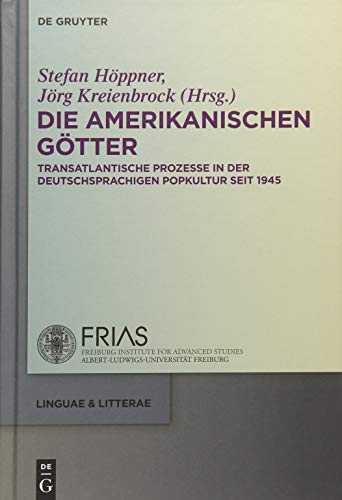 DE GRUYTER
Stefan Höppner,
Jörg Kreienbrock (Hrsg.)
DIE AMERIKANISCHEN
GÖTTER
TRANSATLANTISCHE PROZESSE IN DER
DEUTSCHSPRACHIGEN POPKULTUR SEIT 1945
FRIAS
FREIBURG INSTITUTE FOR ADVANCED STUDIES
ALBERT-LUDWIGS-UNIVERSITÄT FREIBURG
LINGUAE & LITTERAE
DE
G